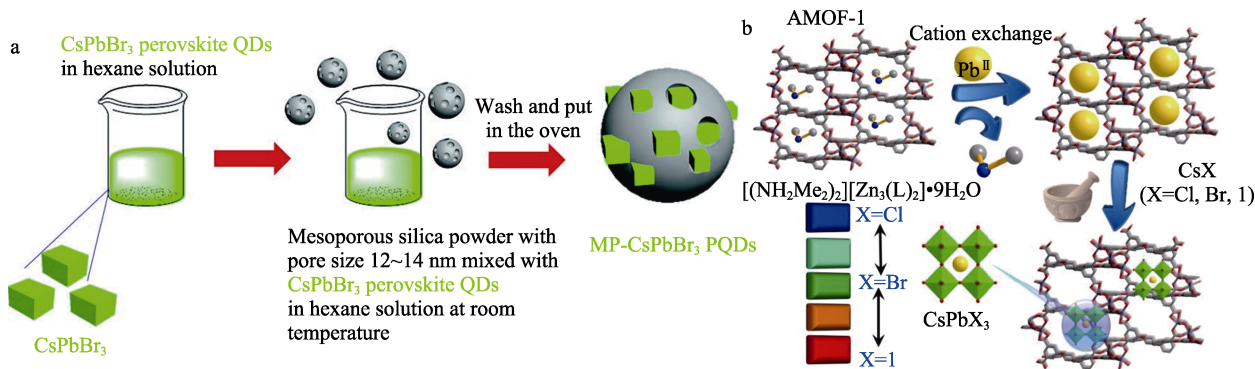 a
CsPbBr₃ perovskite QDs
in hexane solution
CsPbBr₃
Mesoporous silica powder with
pore size 12~14 nm mixed with
CsPbBr₃ perovskite QDs
in hexane solution at room
temperature
Wash and put
in the oven
MP-CsPbBr₃ PQDs
b
AMOF-1
[(NH₂Me₂)₂][Zn₃(L)₂]•9H₂O
Cation exchange
Pb^II
CsX
(X=Cl, Br, 1)
X=Cl
X=Br
X=1
CsPbX₃